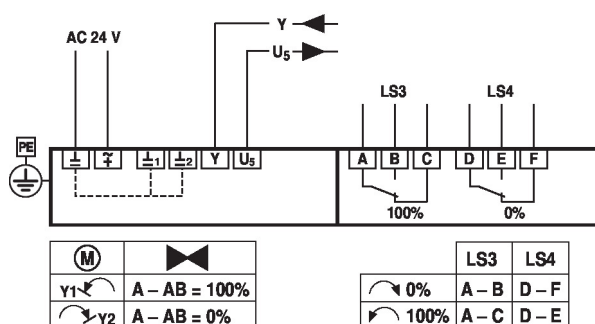 Y
AC 24 V
U5
LS3 LS4
PE
⊥ ≂ ⊥1 ⊥2 Y U5 A B C D E F
100% 0%
M
Y1 A – AB = 100%
Y2 A – AB = 0%
LS3 LS4
0% A – B D – F
100% A – C D – E